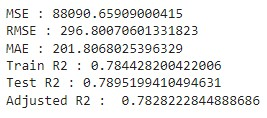 MSE : 88090.65909000415
RMSE : 296.80070601331823
MAE : 201.8068025396329
Train R2 : 0.784428200422006
Test R2 : 0.7895199410494631
Adjusted R2 :  0.7828222844888686